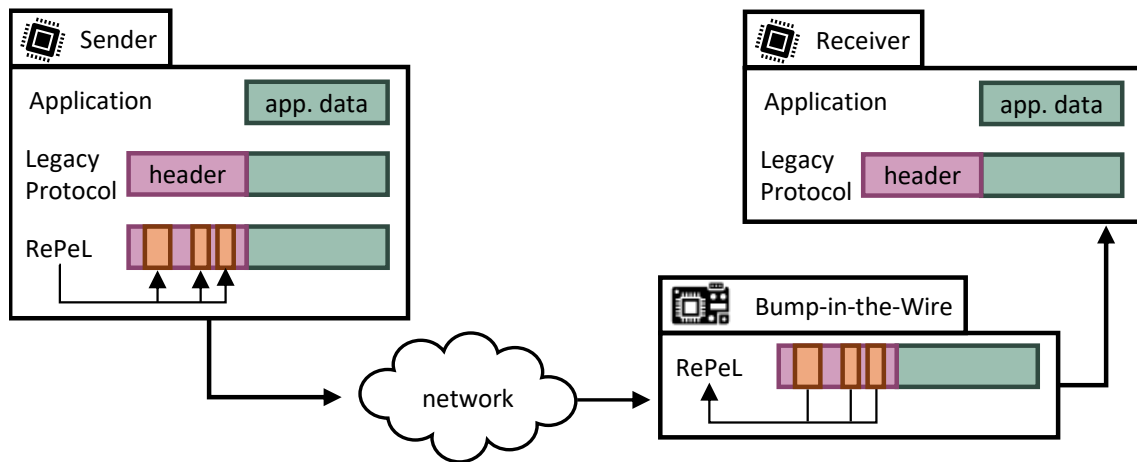 Sender
Application
app. data
Legacy
Protocol
header
RePeL
network
Bump-in-the-Wire
RePeL
Receiver
Application
app. data
Legacy
Protocol
header